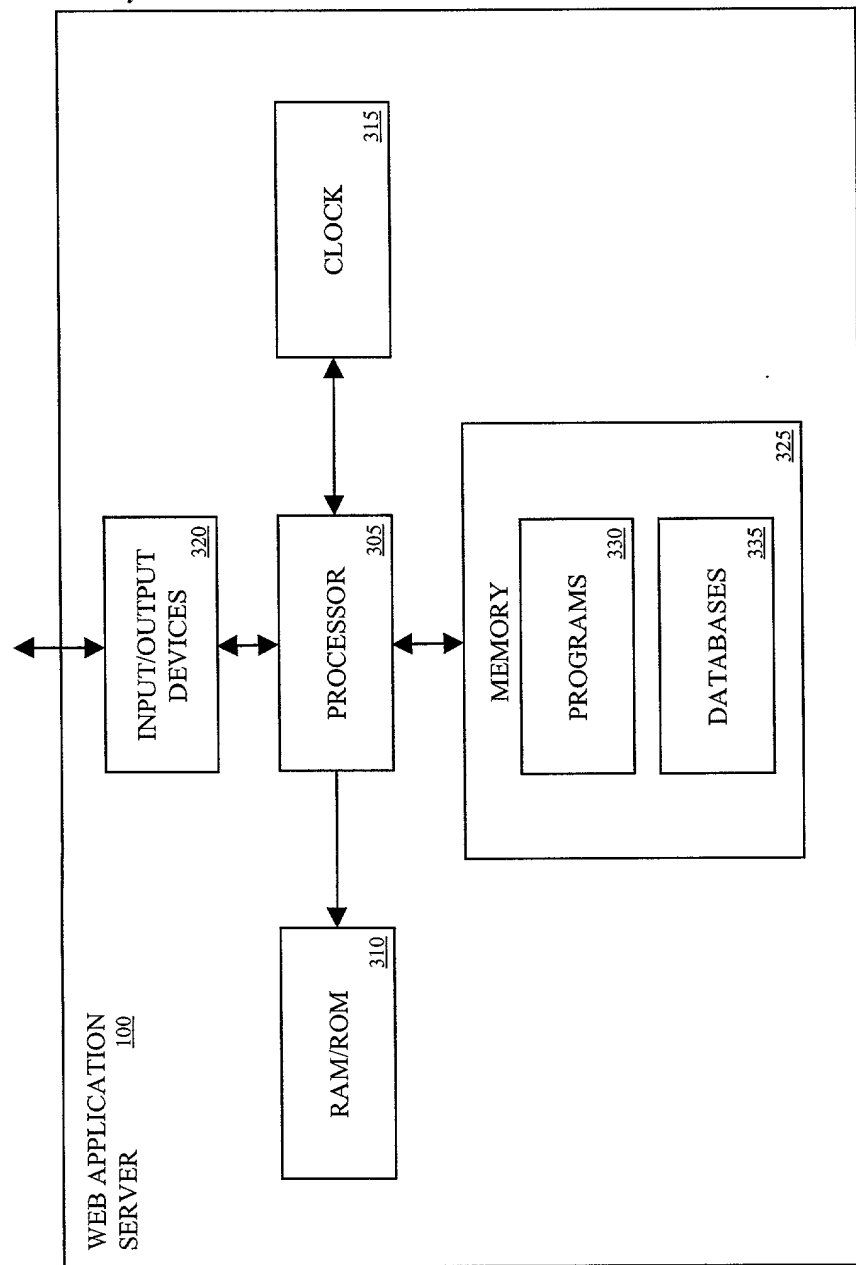 WEB APPLICATION
SERVER 100
INPUT/OUTPUT
DEVICES
320
RAM/ROM
310
PROCESSOR
305
CLOCK
315
MEMORY
PROGRAMS
330
DATABASES
335
325